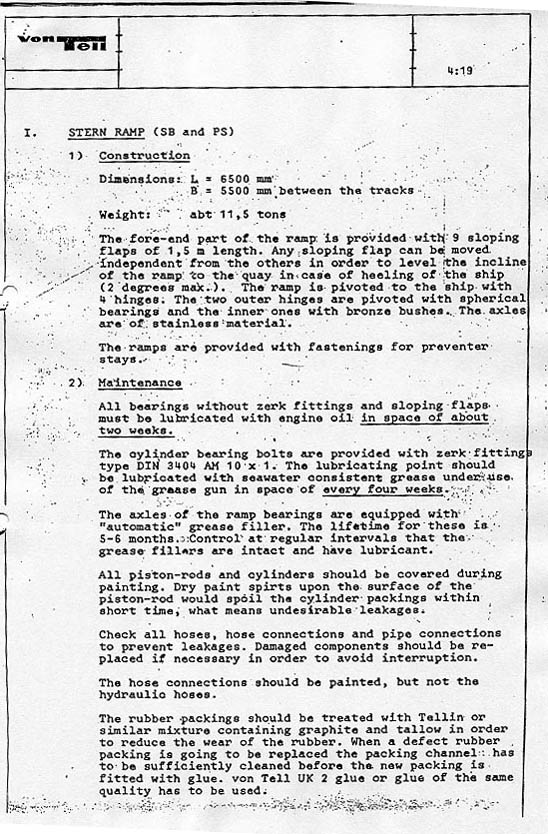 von Tell
4:19
I. STERN RAMP (SB and PS)
1) Construction
Dimensions: L = 6500 mm
B = 5500 mm between the tracks
Weight: abt 11,5 tons
The fore-end part of the ramp is provided with 9 sloping
flaps of 1,5 m length. Any sloping flap can be moved
independent from the others in order to level the incline
of the ramp to the quay in case of heeling of the ship
(2 degrees max.). The ramp is pivoted to the ship with
4 hinges. The two outer hinges are pivoted with spherical
bearings and the inner ones with bronze bushes. The axles
are of stainless material.
The ramps are provided with fastenings for preventer
stays.
2) Maintenance
All bearings without zerk fittings and sloping flaps
must be lubricated with engine oil in space of about
two weeks.
The cylinder bearing bolts are provided with zerk fittings
type DIN 3404 AM 10 x 1. The lubricating point should
be lubricated with seawater consistent grease under use
of the grease gun in space of every four weeks.
The axles of the ramp bearings are equipped with
"automatic" grease filler. The lifetime for these is
5-6 months. Control at regular intervals that the
grease fillers are intact and have lubricant.
All piston-rods and cylinders should be covered during
painting. Dry paint spirts upon the surface of the
piston-rod would spoil the cylinder packings within
short time, what means undesirable leakages.
Check all hoses, hose connections and pipe connections
to prevent leakages. Damaged components should be re-
placed if necessary in order to avoid interruption.
The hose connections should be painted, but not the
hydraulic hoses.
The rubber packings should be treated with Tellin or
similar mixture containing graphite and tallow in order
to reduce the wear of the rubber. When a defect rubber
packing is going to be replaced the packing channel has
to be sufficiently cleaned before the new packing is
fitted with glue. von Tell UK 2 glue or glue of the same
quality has to be used.